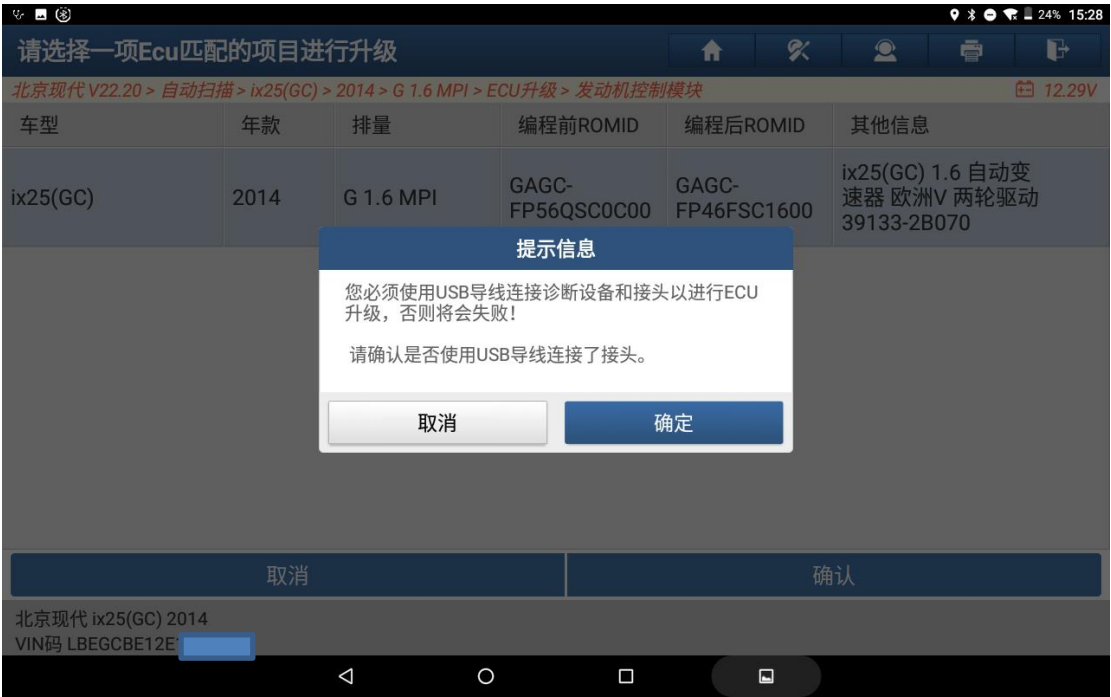 24% 15:28
请选择一项Ecu匹配的项目进行升级
北京现代 V22.20 > 自动扫描 > ix25(GC) > 2014 > G 1.6 MPI > ECU升级 > 发动机控制模块 12.29V
车型 年款 排量 编程前ROMID 编程后ROMID 其他信息
ix25(GC) 2014 G 1.6 MPI
GAGC-
FP56QSC0C00
GAGC-
FP46FSC1600
ix25(GC) 1.6 自动变
速器 欧洲V 两轮驱动
39133-2B070
提示信息
您必须使用USB导线连接诊断设备和接头以进行ECU
升级，否则将会失败！
请确认是否使用USB导线连接了接头。
取消 确定
取消 确认
北京现代 ix25(GC) 2014
VIN码 LBEGCBE12E